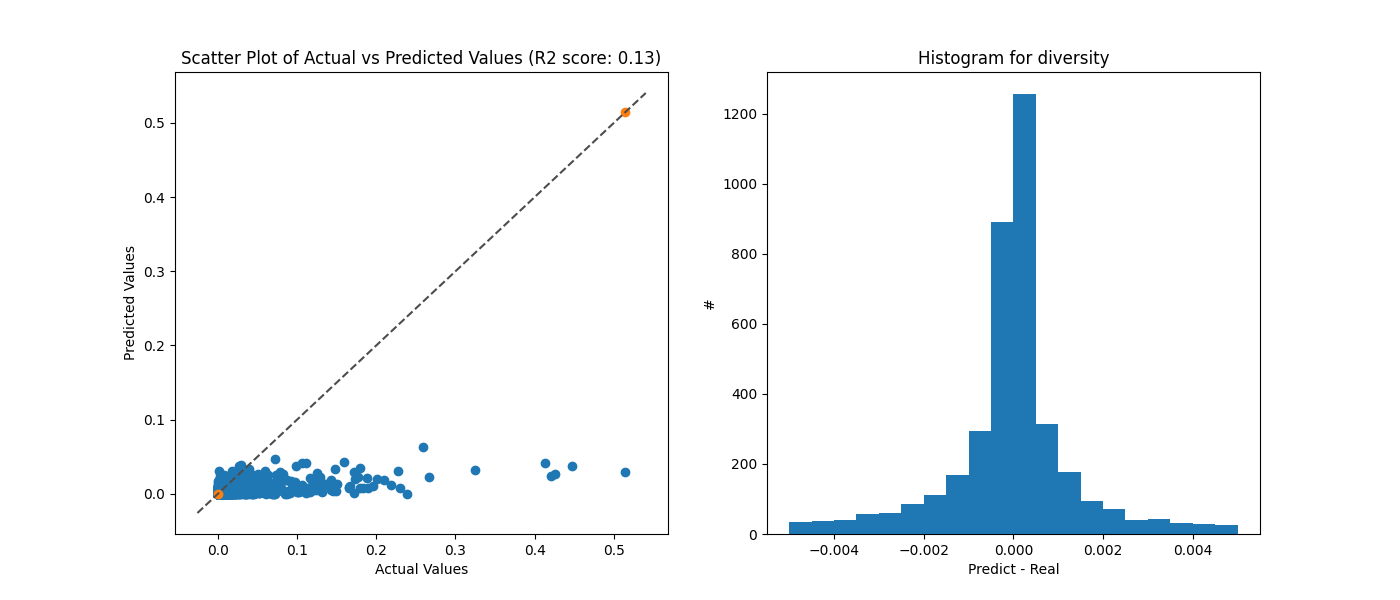 Scatter Plot of Actual vs Predicted Values (R2 score: 0.13)
Predicted Values
0.5
0.4
0.3
0.2
0.1
0.0
0.0 0.1 0.2 0.3 0.4 0.5
Actual Values
Histogram for diversity
#
1200
1000
800
600
400
200
0
−0.004 −0.002 0.000 0.002 0.004
Predict - Real